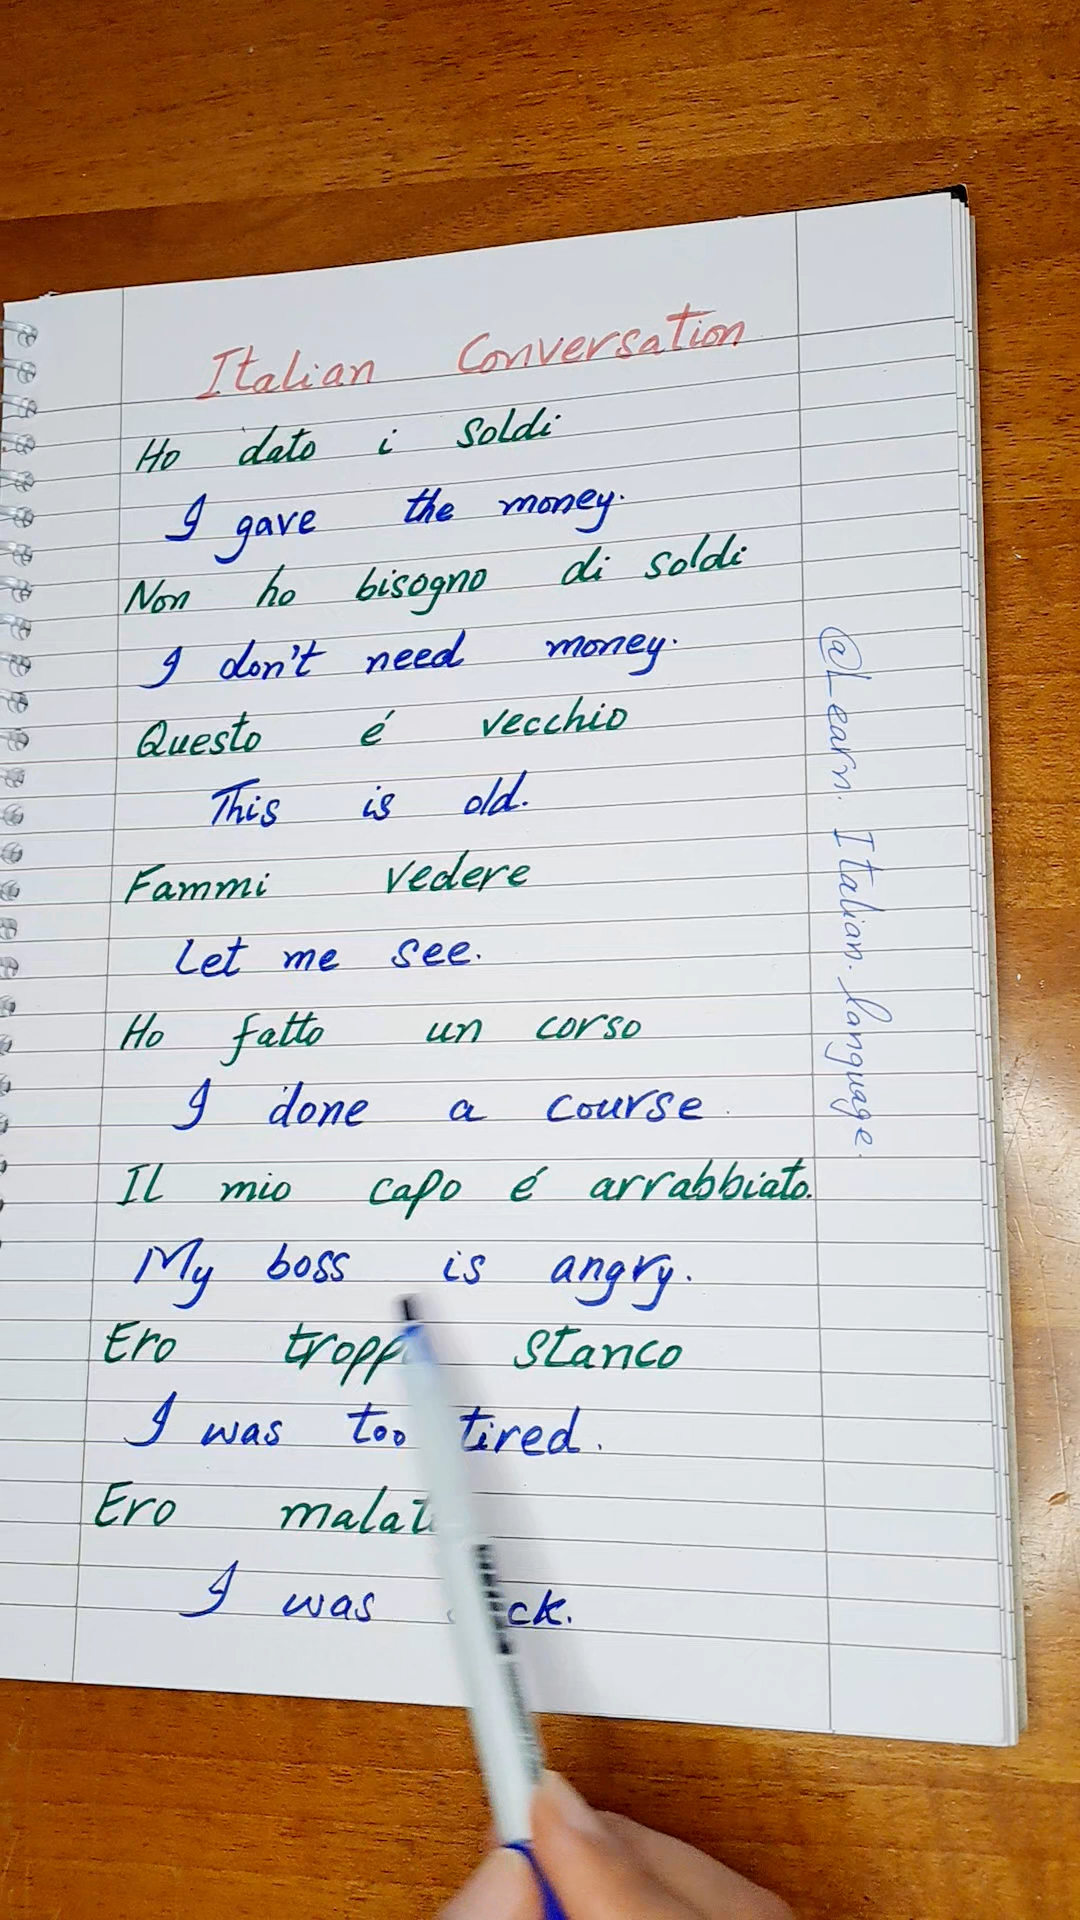 Italian Conversation
Ho dato i soldi
I gave the money.
Non ho bisogno di soldi
I don't need money.
Questo é vecchio
This is old.
Fammi vedere
Let me see.
Ho fatto un corso
I done a course
Il mio capo é arrabbiato.
My boss is angry.
Ero stanco
I was too tired.
Ero
I was
@Learn.Italian.language.